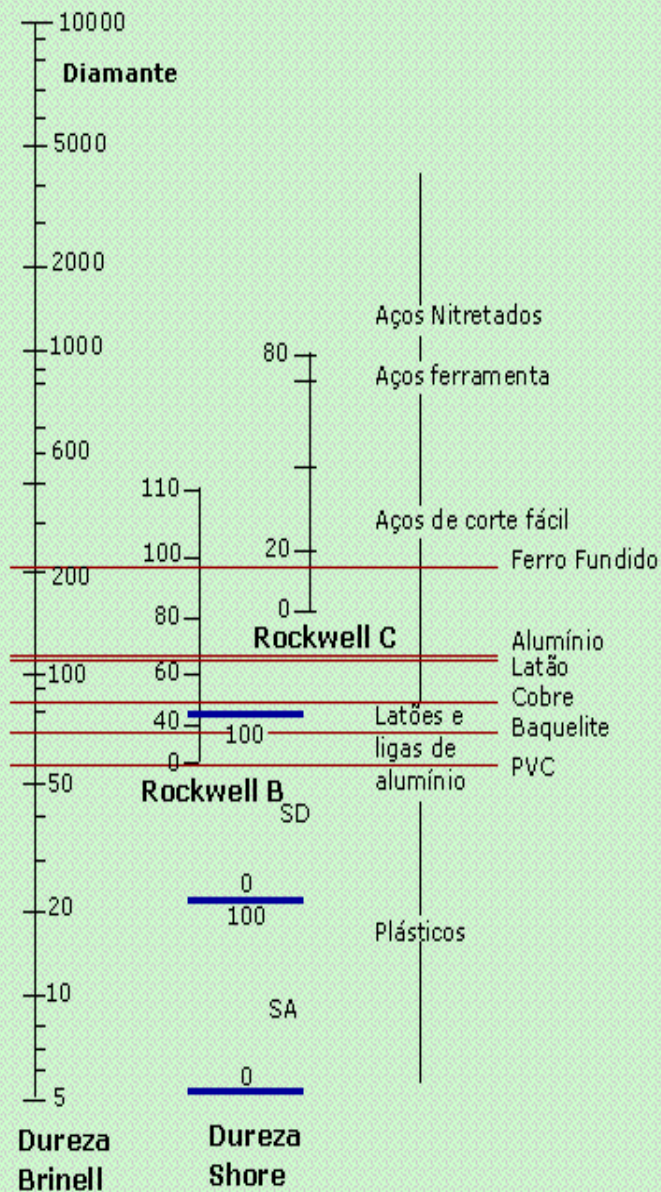 10000
Diamante
5000
2000
Aços Nitretados
1000
80
Aços ferramenta
600
110
Aços de corte fácil
100
20
Ferro Fundido
200
80
0
Rockwell C
Alumínio
100
60
Latão
Cobre
40
100
Latões e
ligas de
alumínio
Baquelite
0
PVC
50
Rockwell B
SD
0
20
100
Plásticos
10
SA
0
5
Dureza
Brinell
Dureza
Shore